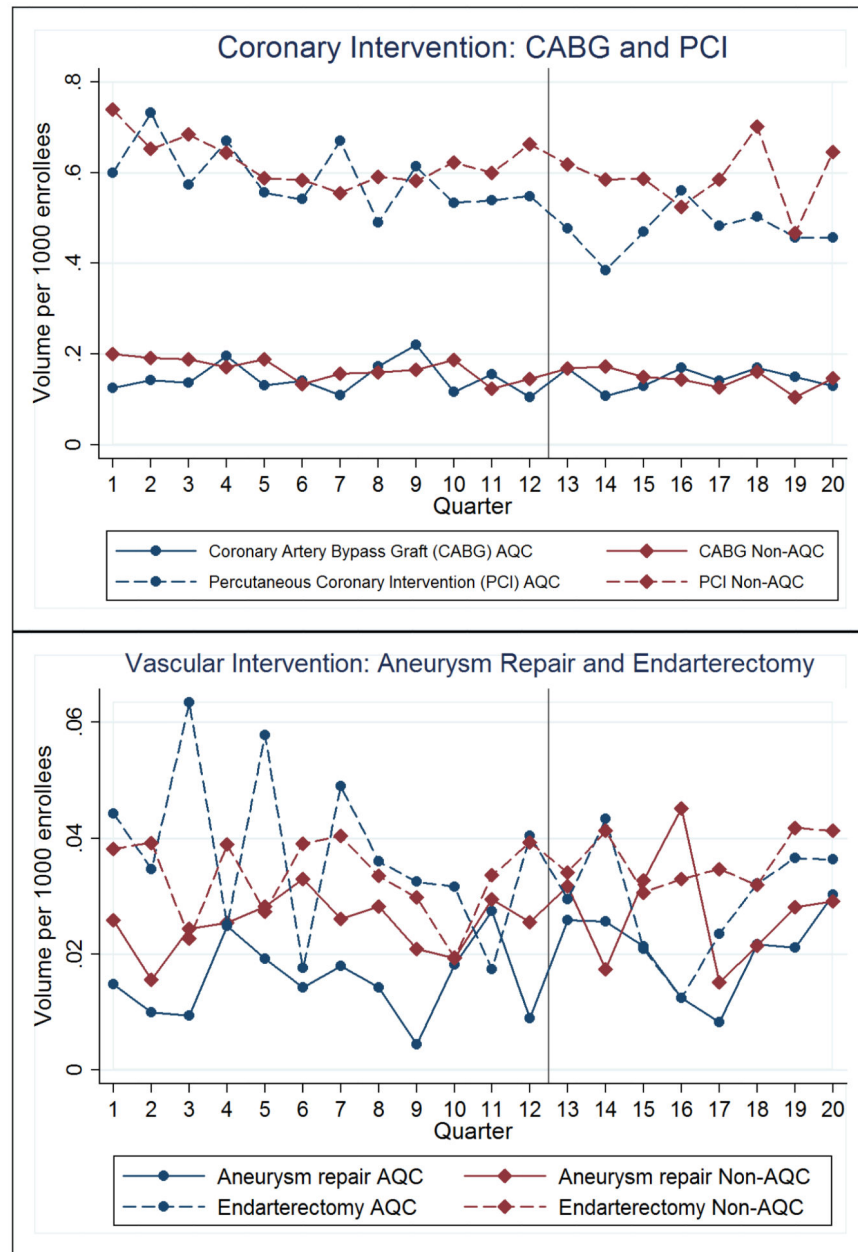 Coronary Intervention: CABG and PCI
Volume per 1000 enrollees
.8
.6
.4
.2
0
1 2 3 4 5 6 7 8 9 10 11 12 13 14 15 16 17 18 19 20
Quarter
Coronary Artery Bypass Graft (CABG) AQC
CABG Non-AQC
Percutaneous Coronary Intervention (PCI) AQC
PCI Non-AQC
Vascular Intervention: Aneurysm Repair and Endarterectomy
Volume per 1000 enrollees
.06
.04
.02
0
1 2 3 4 5 6 7 8 9 10 11 12 13 14 15 16 17 18 19 20
Quarter
Aneurysm repair AQC
Aneurysm repair Non-AQC
Endarterectomy AQC
Endarterectomy Non-AQC